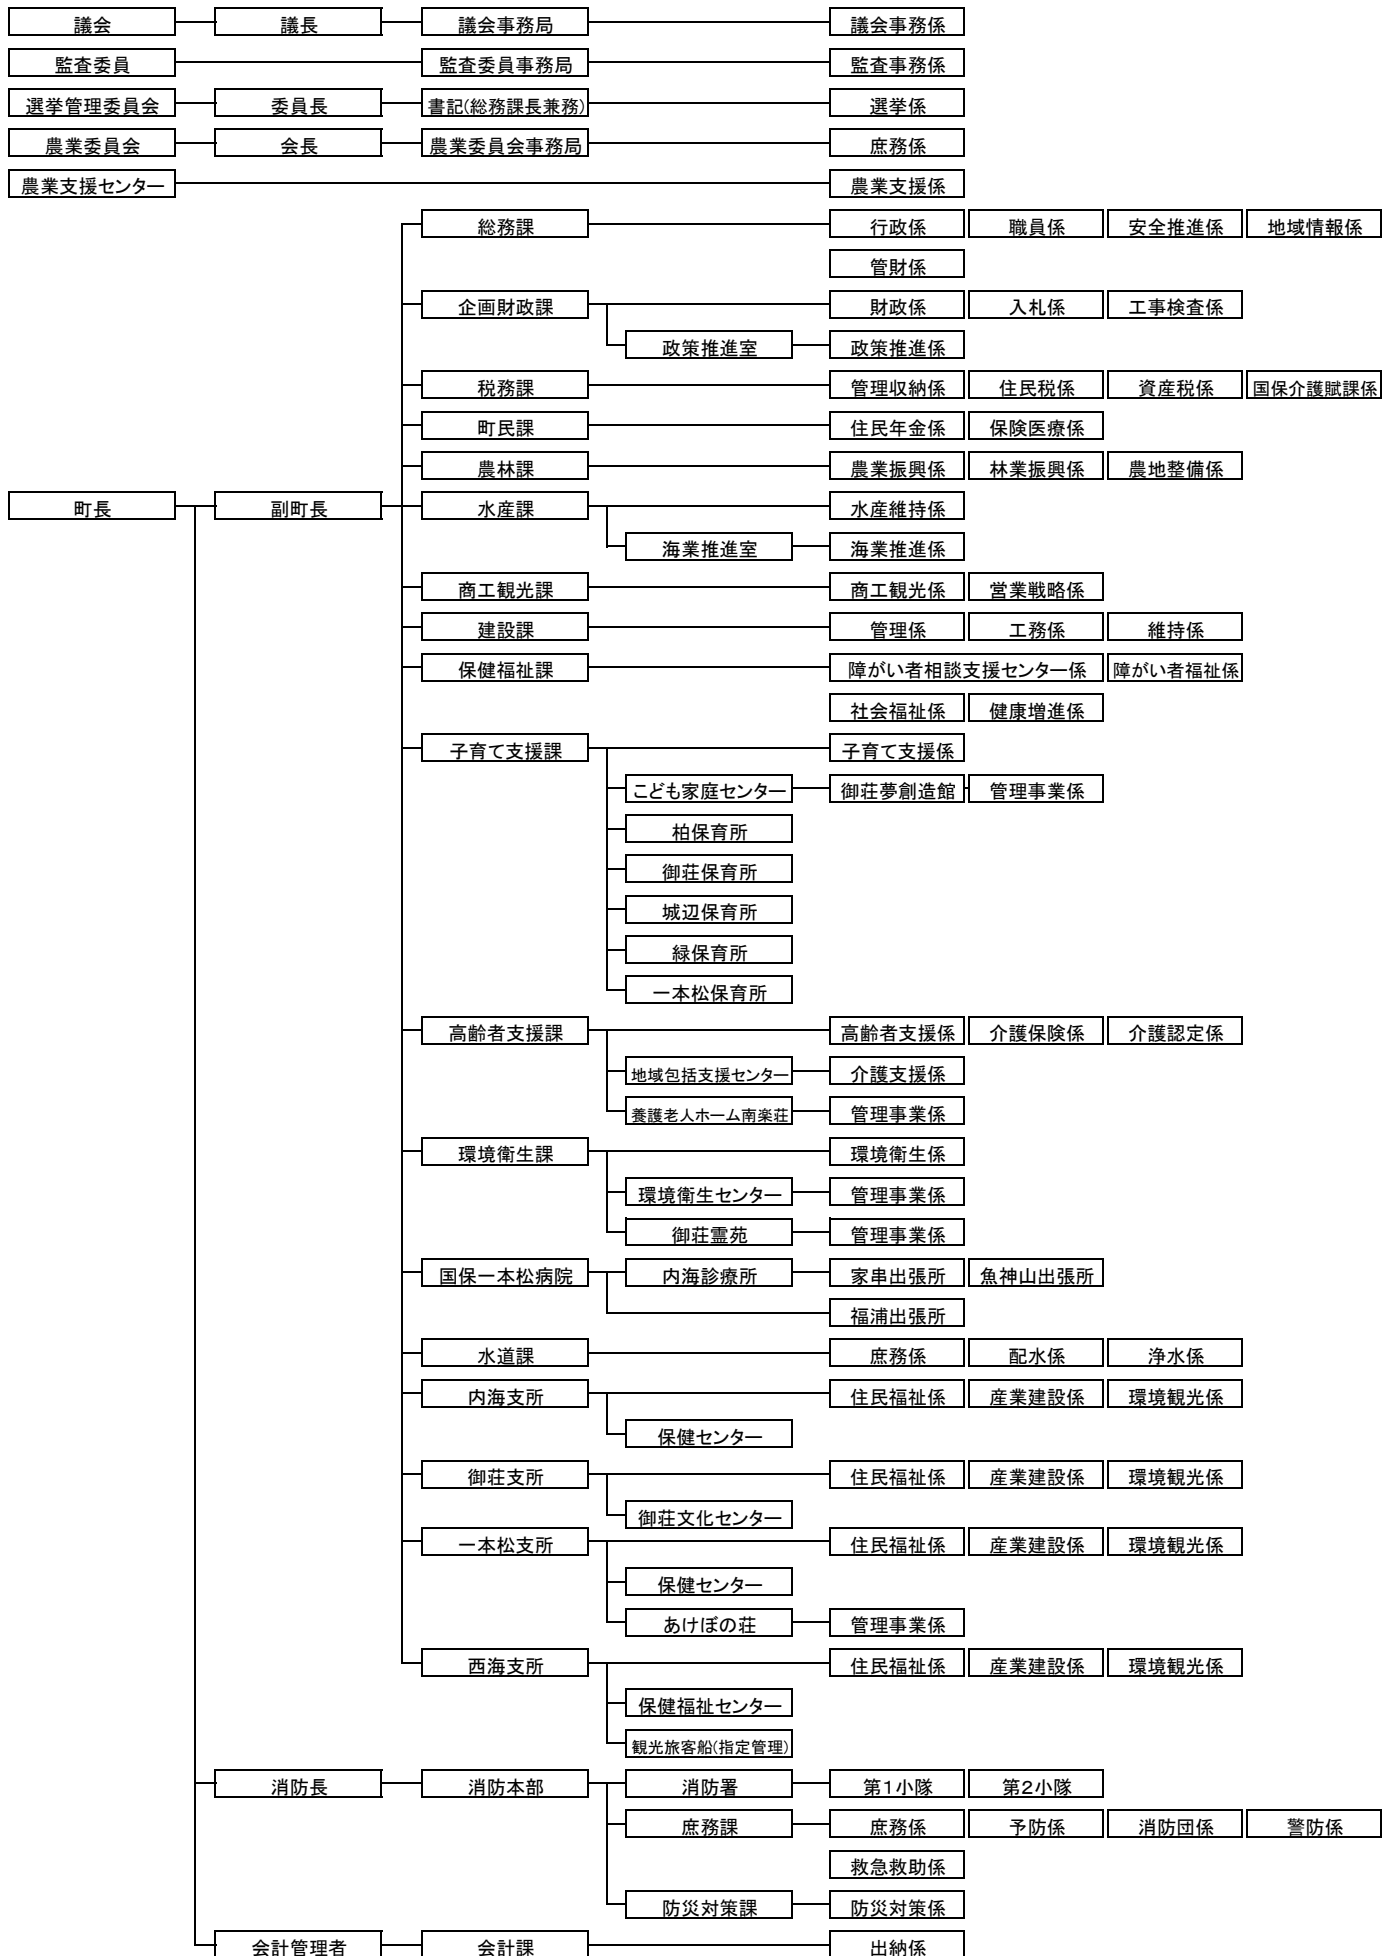 議会 議長 議会事務局 議会事務係
監査委員 監査委員事務局 監査事務係
選挙管理委員会 委員長 書記(総務課長兼務) 選挙係
農業委員会 会長 農業委員会事務局 庶務係
農業支援センター 農業支援係
総務課 行政係 職員係 安全推進係 地域情報係
管財係
企画財政課 財政係 入札係 工事検査係
政策推進室 政策推進係
税務課 管理収納係 住民税係 資産税係 国保介護賦課係
町民課 住民年金係 保険医療係
農林課 農業振興係 林業振興係 農地整備係
町長 副町長 水産課 水産維持係
海業推進室 海業推進係
商工観光課 商工観光係 営業戦略係
建設課 管理係 工務係 維持係
保健福祉課 障がい者相談支援センター係 障がい者福祉係
社会福祉係 健康増進係
子育て支援課 子育て支援係
こども家庭センター 御荘夢創造館 管理事業係
柏保育所
御荘保育所
城辺保育所
緑保育所
一本松保育所
高齢者支援課 高齢者支援係 介護保険係 介護認定係
地域包括支援センター 介護支援係
養護老人ホーム南楽荘 管理事業係
環境衛生課 環境衛生係
環境衛生センター 管理事業係
御荘霊苑 管理事業係
国保一本松病院 内海診療所 家串出張所 魚神山出張所
福浦出張所
水道課 庶務係 配水係 浄水係
内海支所 住民福祉係 産業建設係 環境観光係
保健センター
御荘支所 住民福祉係 産業建設係 環境観光係
御荘文化センター
一本松支所 住民福祉係 産業建設係 環境観光係
保健センター
あけぼの荘 管理事業係
西海支所 住民福祉係 産業建設係 環境観光係
保健福祉センター
観光旅客船(指定管理)
消防長 消防本部 消防署 第1小隊 第2小隊
庶務課 庶務係 予防係 消防団係 警防係
救急救助係
防災対策課 防災対策係
会計管理者 会計課 出納係